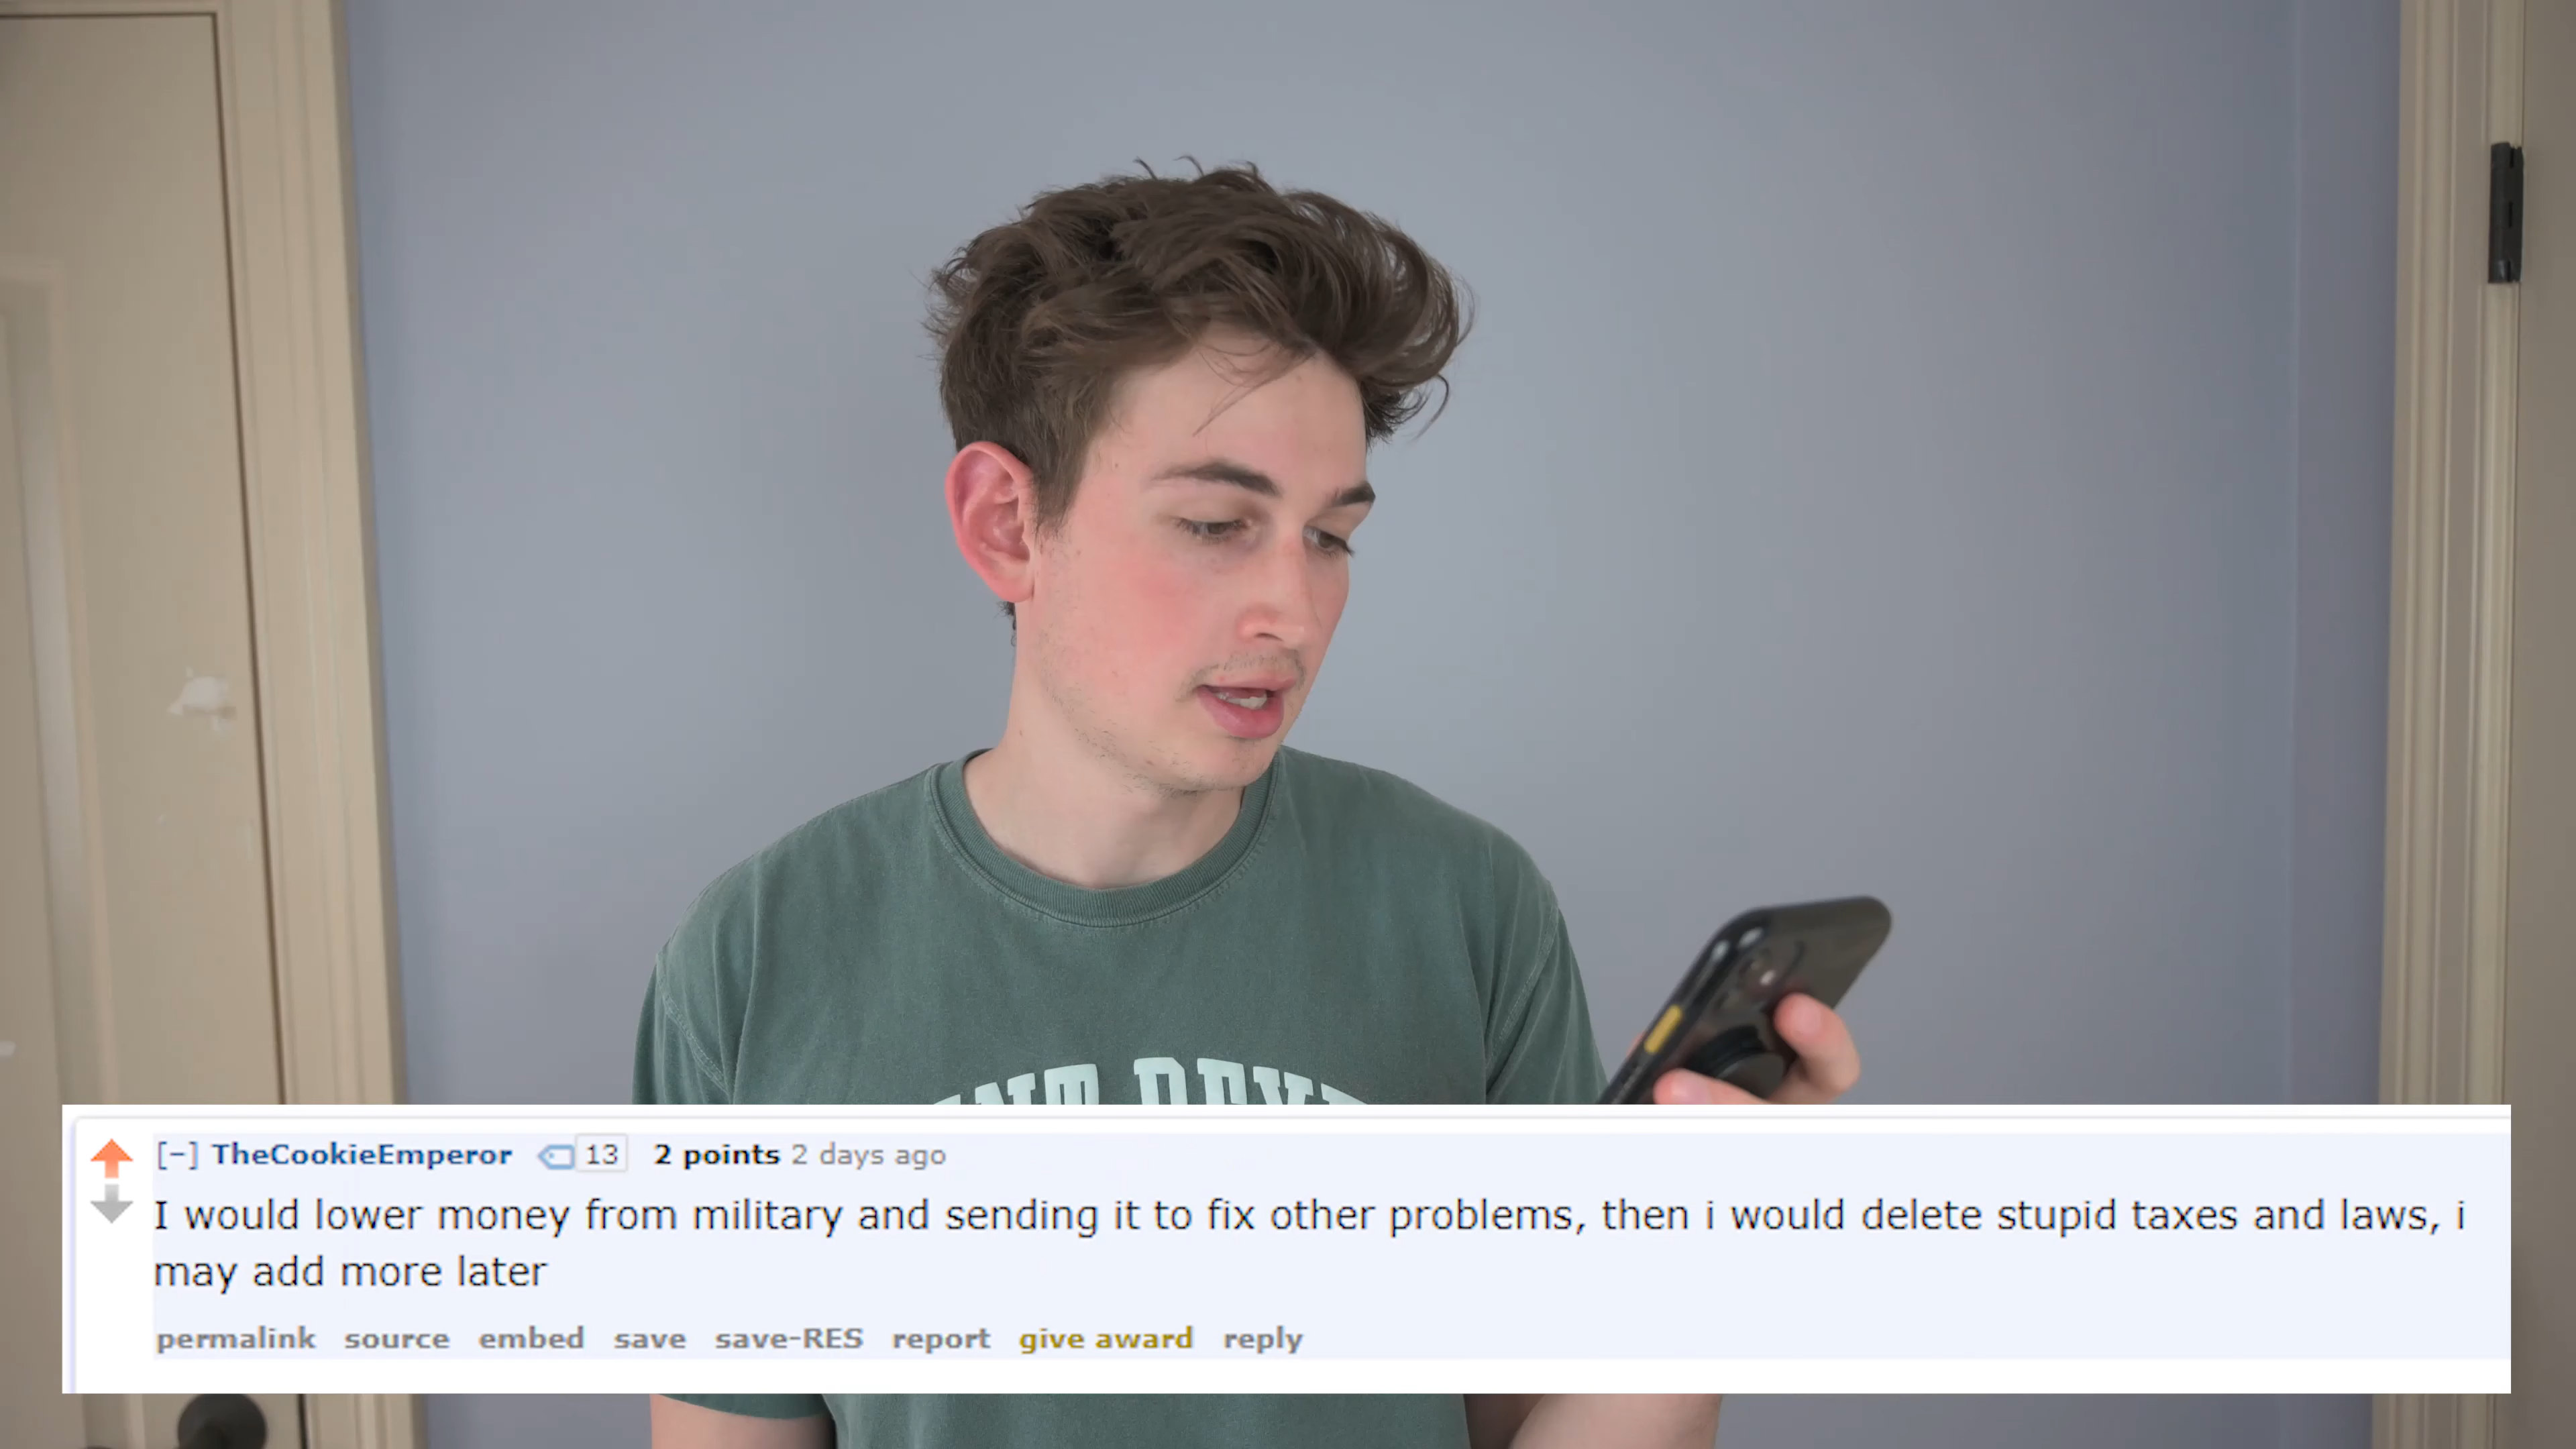 NT DEV
[−] TheCookieEmperor 13 2 points 2 days ago
I would lower money from military and sending it to fix other problems, then i would delete stupid taxes and laws, i
may add more later
permalink source embed save save-RES report give award reply